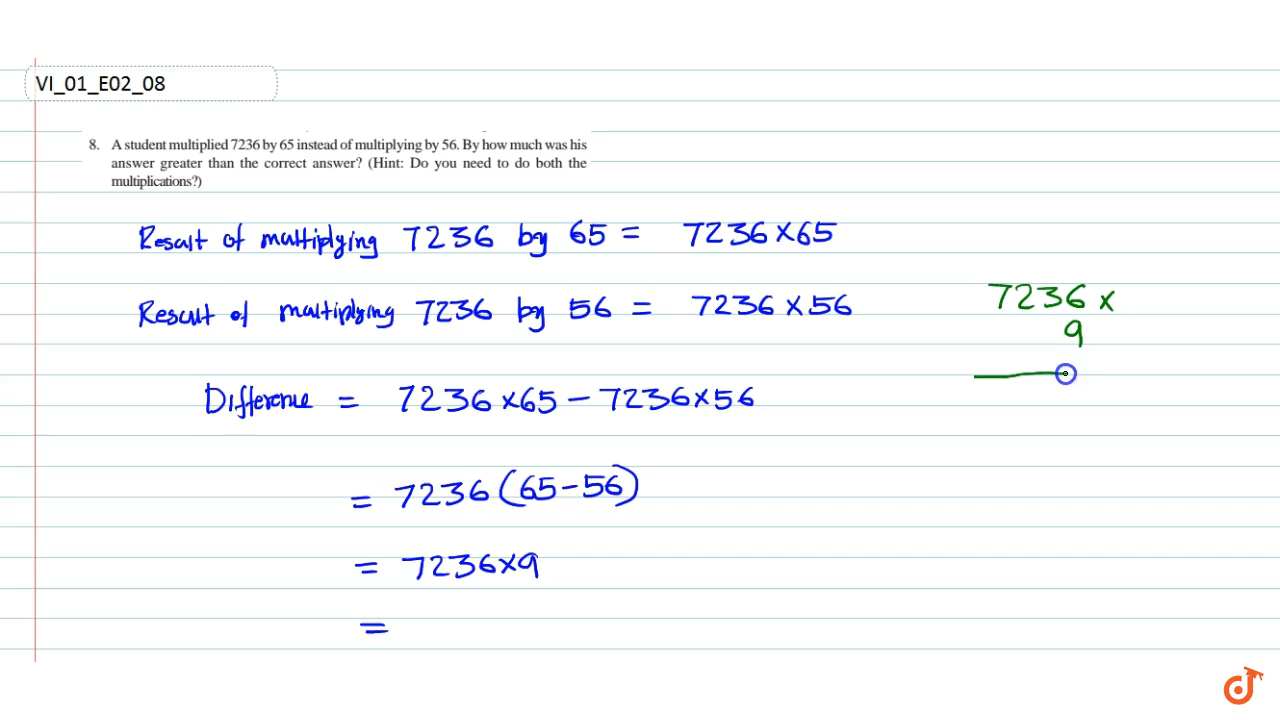 VI_01_E02_08
8. A student multiplied 7236 by 65 instead of multiplying by 56. By how much was his
answer greater than the correct answer? (Hint: Do you need to do both the
multiplications?)
Result of multiplying 7236 by 65 = 7236×65
Result of multiplying 7236 by 56 = 7236×56
7236 ×
9
Difference = 7236×65 − 7236×56
= 7236 (65−56)
= 7236×9
=